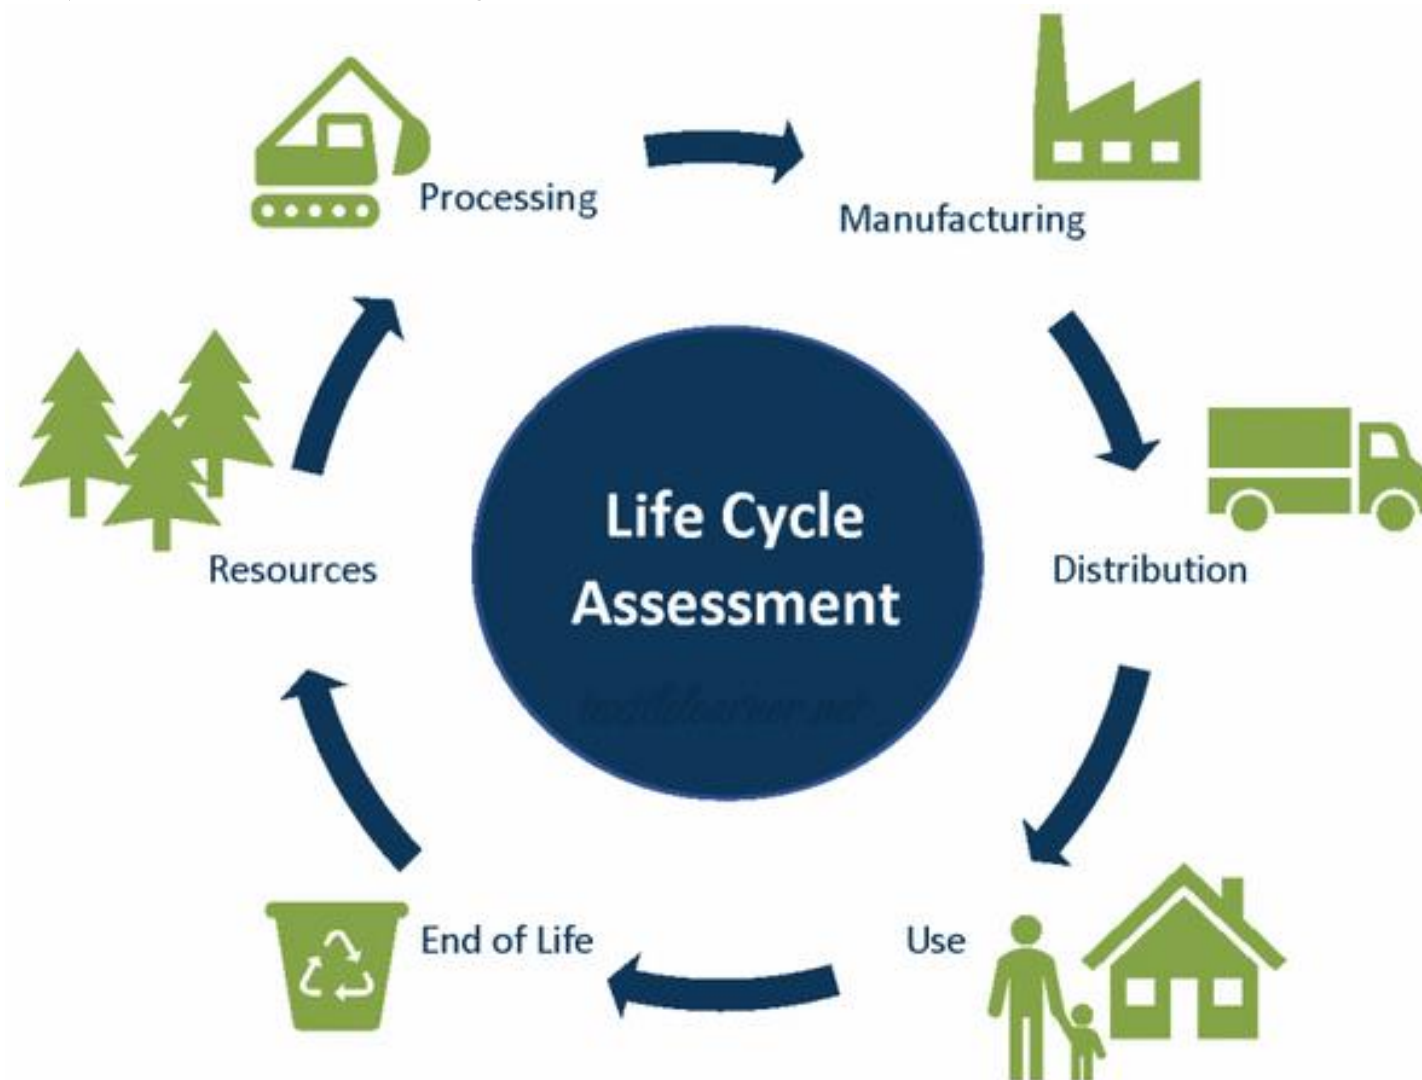 Processing
Manufacturing
Life Cycle
Assessment
Resources
Distribution
End of Life
Use